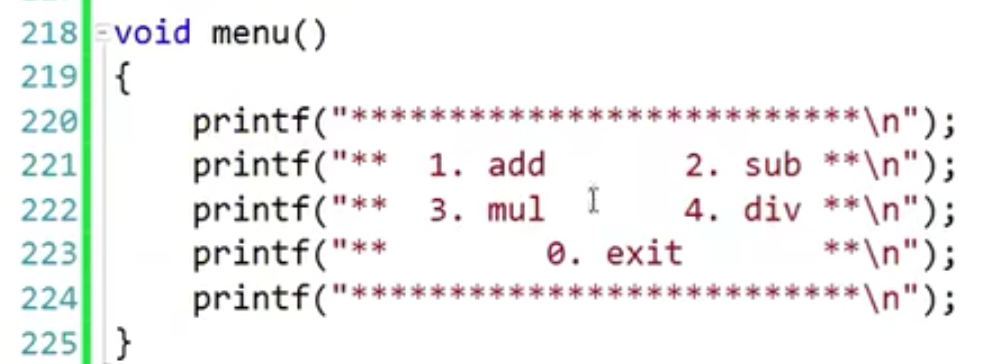 218 void menu()
219 {
220     printf("**************************\n");
221     printf("**  1. add       2. sub **\n");
222     printf("**  3. mul       4. div **\n");
223     printf("**        0. exit       **\n");
224     printf("**************************\n");
225 }